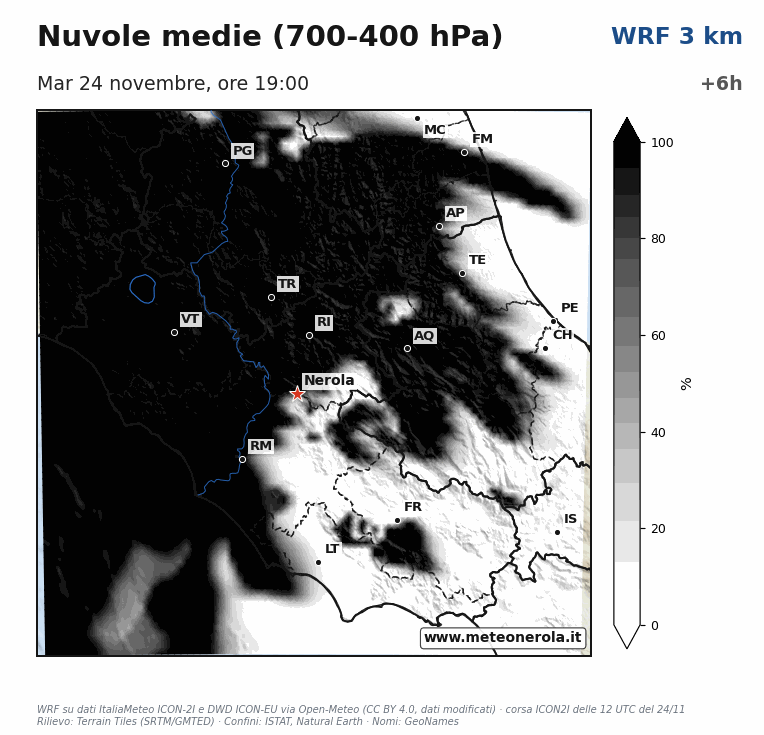 Nuvole medie (700-400 hPa)
WRF 3 km
Mar 24 novembre, ore 19:00
+6h
MC
FM
PG
AP
TE
TR
PE
VT
RI
AQ
CH
Nerola
RM
FR
IS
LT
www.meteonerola.it
100
80
60
40
20
0
%
WRF su dati ItaliaMeteo ICON-2I e DWD ICON-EU via Open-Meteo (CC BY 4.0, dati modificati) · corsa ICON2I delle 12 UTC del 24/11
Rilievo: Terrain Tiles (SRTM/GMTED) · Confini: ISTAT, Natural Earth · Nomi: GeoNames